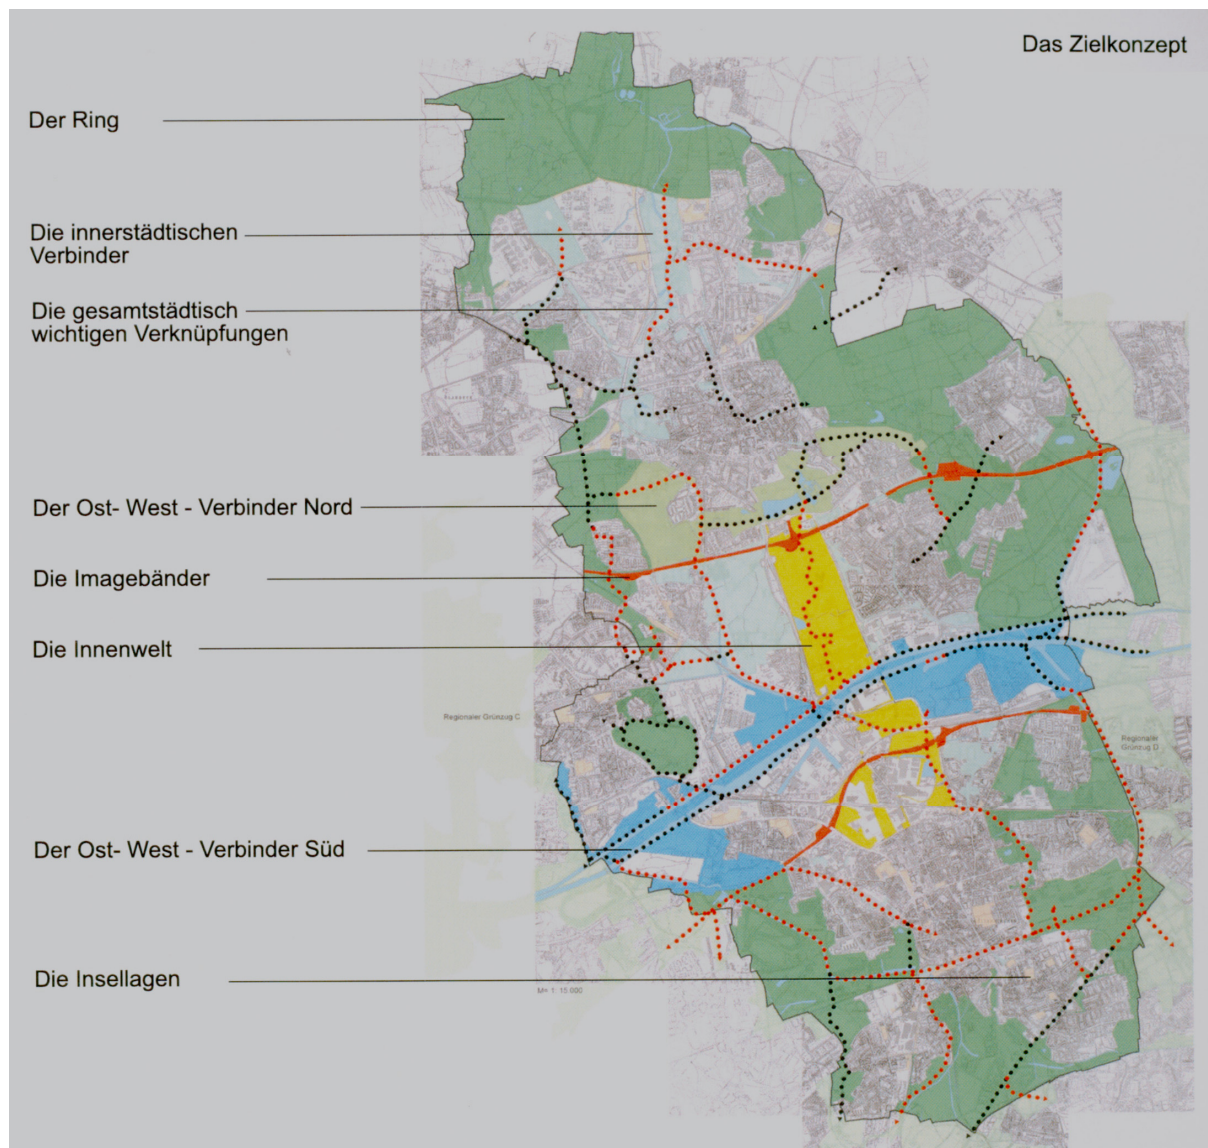 Das Zielkonzept
Der Ring
Die innerstädtischen
Verbinder
Die gesamtstädtisch
wichtigen Verknüpfungen
Der Ost- West - Verbinder Nord
Die Imagebänder
Die Innenwelt
Regionaler Grünzug C
Regionaler
Grünzug D
Der Ost- West - Verbinder Süd
Die Insellagen
M= 1: 15.000